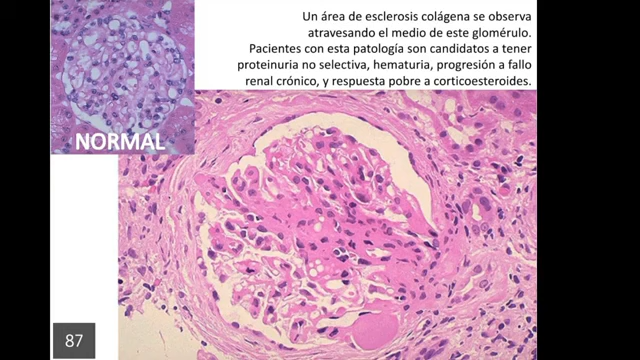 Un área de esclerosis colágena se observa
atravesando el medio de este glomérulo.
Pacientes con esta patología son candidatos a tener
proteinuria no selectiva, hematuria, progresión a fallo
renal crónico, y respuesta pobre a corticoesteroides.
NORMAL
87